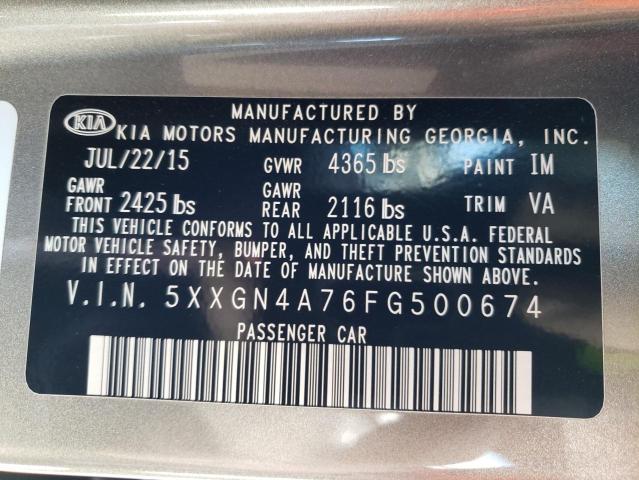 MANUFACTURED BY
KIA KIA MOTORS MANUFACTURING GEORGIA, INC.
JUL/22/15 GVWR 4365 lbs PAINT IM
GAWR FRONT 2425 lbs GAWR REAR 2116 lbs TRIM VA
THIS VEHICLE CONFORMS TO ALL APPLICABLE U.S.A. FEDERAL
MOTOR VEHICLE SAFETY, BUMPER, AND THEFT PREVENTION STANDARDS
IN EFFECT ON THE DATE OF MANUFACTURE SHOWN ABOVE.
V.I.N. 5XXGN4A76FG500674
PASSENGER CAR